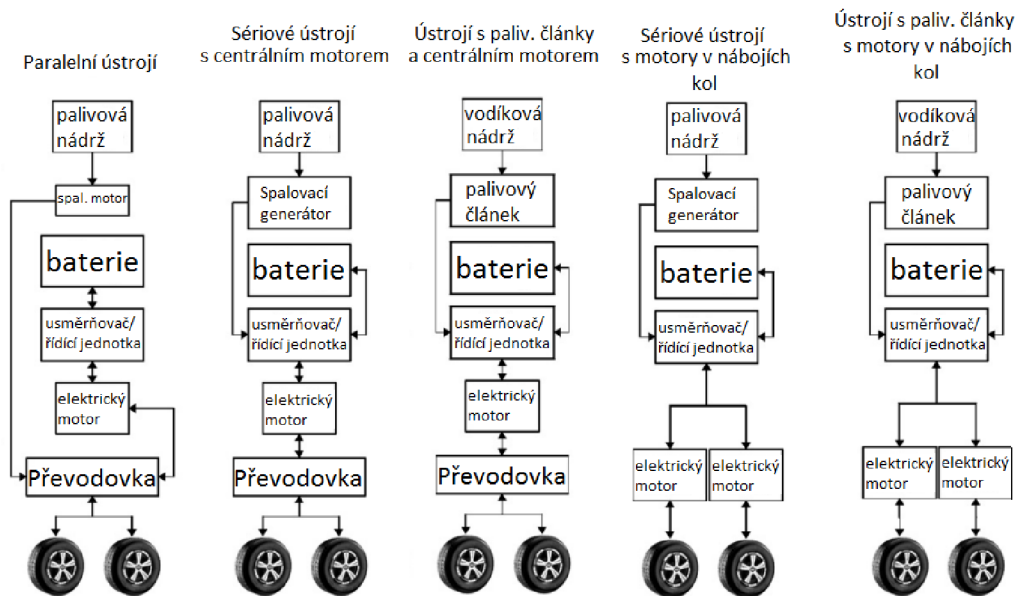 Paralelní ústrojí
palivová
nádrž
spal. motor
baterie
usměrňovač/
řídící jednotka
elektrický
motor
Převodovka
Sériové ústrojí
s centrálním motorem
palivová
nádrž
Spalovací
generátor
baterie
usměrňovač/
řídící jednotka
elektrický
motor
Převodovka
Ústrojí s paliv. články
a centrálním motorem
vodíková
nádrž
palivový
článek
baterie
usměrňovač/
řídící jednotka
elektrický
motor
Převodovka
Sériové ústrojí
s motory v nábojích
kol
palivová
nádrž
Spalovací
generátor
baterie
usměrňovač/
řídící jednotka
elektrický
motor
elektrický
motor
Ústrojí s paliv. články
s motory v nábojích
kol
vodíková
nádrž
palivový
článek
baterie
usměrňovač/
řídící jednotka
elektrický
motor
elektrický
motor